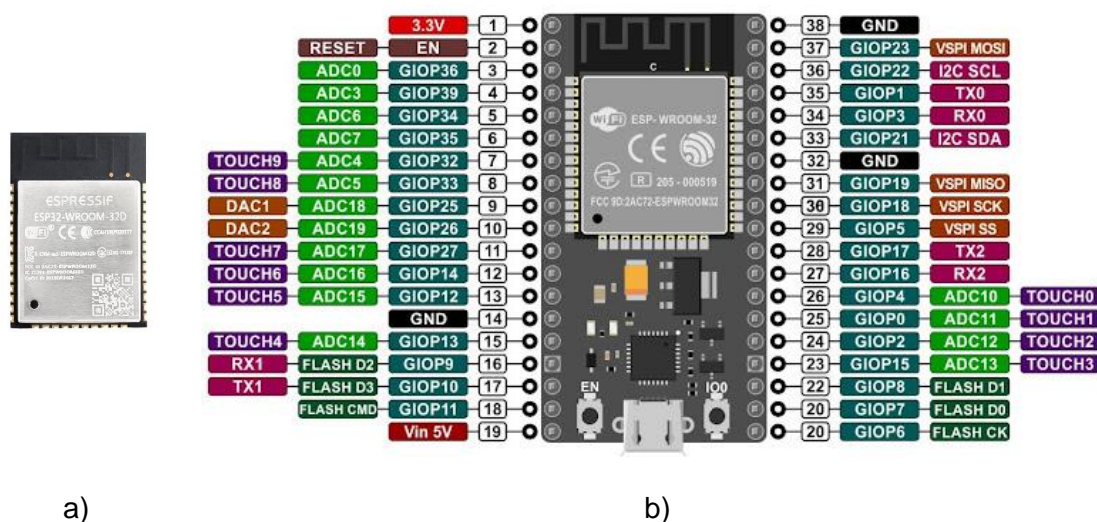 3.3V 1 38 GND
RESET EN 2 37 GIOP23 VSPI MOSI
ADC0 GIOP36 3 36 GIOP22 I2C SCL
ADC3 GIOP39 4 35 GIOP1 TX0
ADC6 GIOP34 5 34 GIOP3 RX0
ADC7 GIOP35 6 33 GIOP21 I2C SDA
TOUCH9 ADC4 GIOP32 7 32 GND
TOUCH8 ADC5 GIOP33 8 31 GIOP19 VSPI MISO
DAC1 ADC18 GIOP25 9 30 GIOP18 VSPI SCK
DAC2 ADC19 GIOP26 10 29 GIOP5 VSPI SS
TOUCH7 ADC17 GIOP27 11 28 GIOP17 TX2
TOUCH6 ADC16 GIOP14 12 27 GIOP16 RX2
TOUCH5 ADC15 GIOP12 13 26 GIOP4 ADC10 TOUCH0
GND 14 25 GIOP0 ADC11 TOUCH1
TOUCH4 ADC14 GIOP13 15 24 GIOP2 ADC12 TOUCH2
RX1 FLASH D2 GIOP9 16 23 GIOP15 ADC13 TOUCH3
TX1 FLASH D3 GIOP10 17 22 GIOP8 FLASH D1
FLASH CMD GIOP11 18 20 GIOP7 FLASH D0
Vin 5V 19 20 GIOP6 FLASH CK
C
WiFi ESP-WROOM-32
CE
R 205-000519
FCC 9D:2AC72-ESPWROOM32
EN IO0
ESPRESSIF
ESP32-WROOM-32D
WiFi CE
a) b)